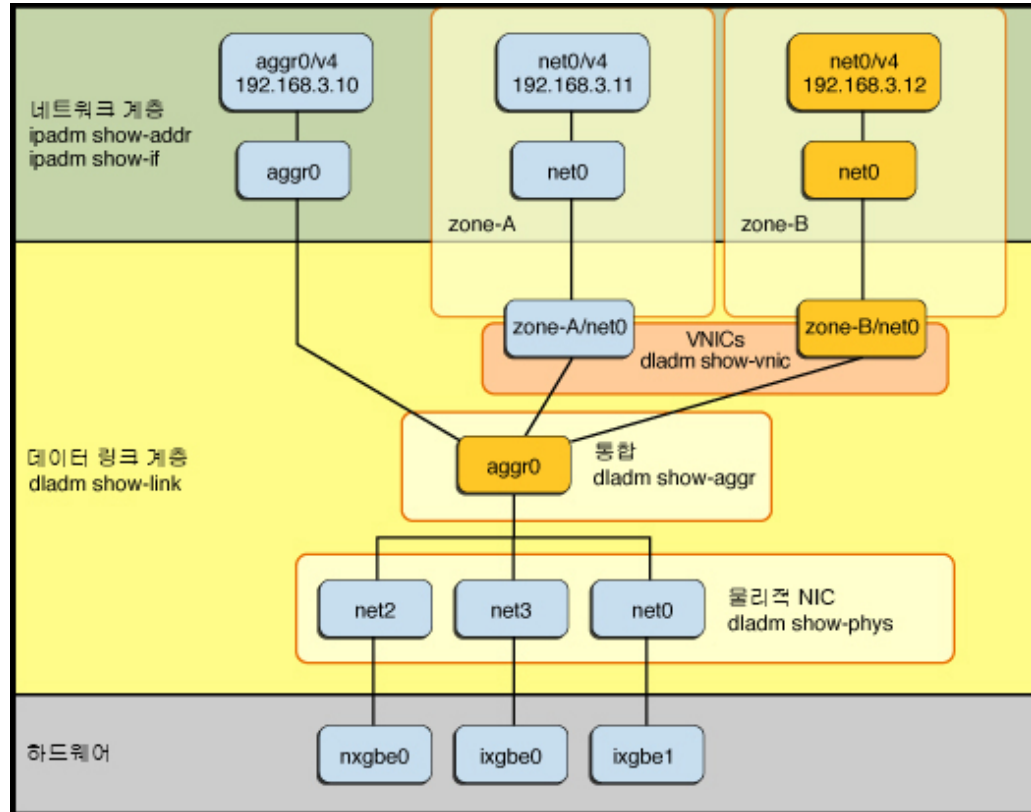 aggr0/v4
192.168.3.10
net0/v4
192.168.3.11
net0/v4
192.168.3.12
네트워크 계층
ipadm show-addr
ipadm show-if
aggr0
net0
net0
zone-A
zone-B
zone-A/net0
zone-B/net0
VNICs
dladm show-vnic
데이터 링크 계층
dladm show-link
aggr0
통합
dladm show-aggr
net2
net3
net0
물리적 NIC
dladm show-phys
하드웨어
nxgbe0
ixgbe0
ixgbe1